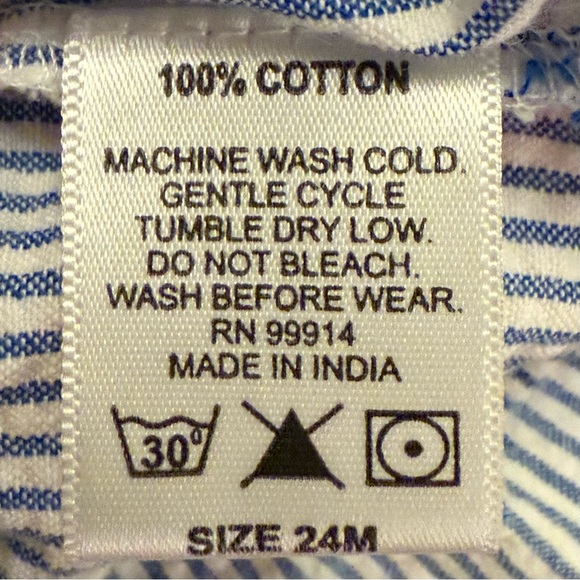 100% COTTON
MACHINE WASH COLD.
GENTLE CYCLE
TUMBLE DRY LOW.
DO NOT BLEACH.
WASH BEFORE WEAR.
RN 99914
MADE IN INDIA
30°
SIZE 24M